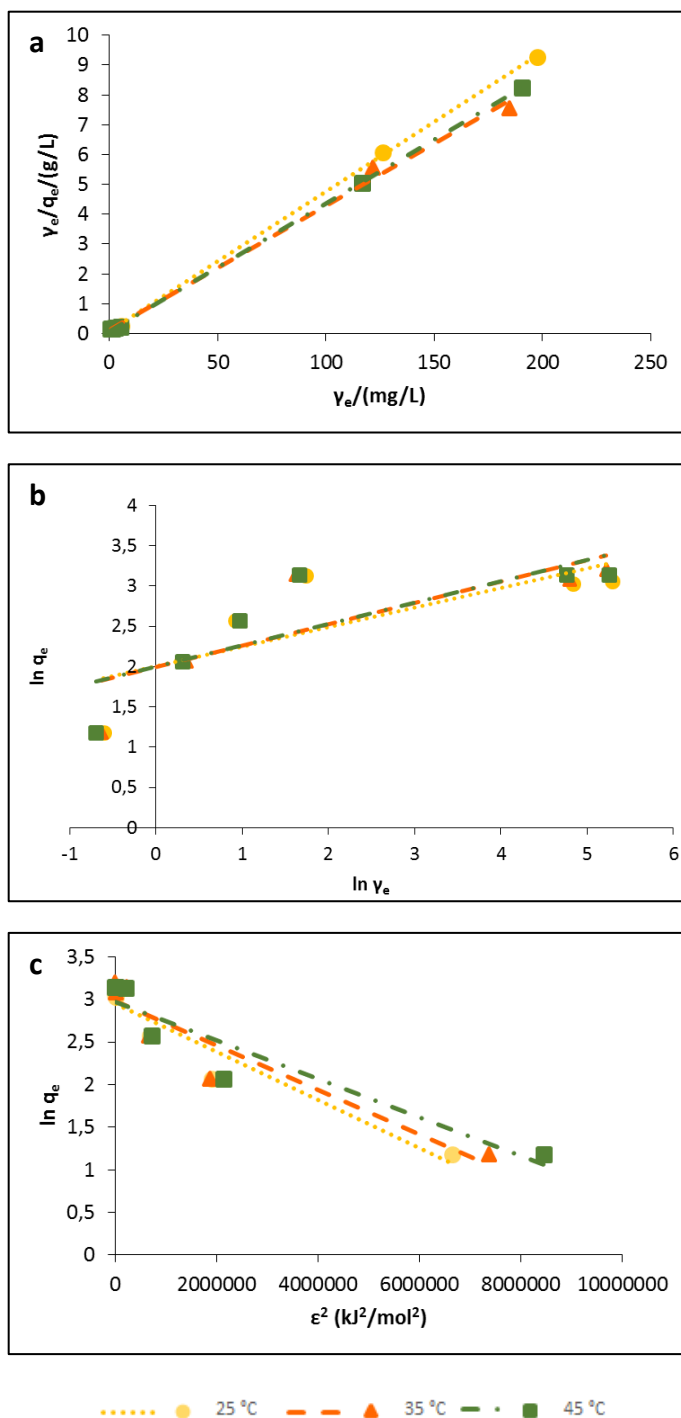 a
10
9
8
7
6
5
4
3
2
1
0
γₑ/qₑ/(g/L)
0 50 100 150 200 250
γₑ/(mg/L)
b
4
3,5
3
2,5
2
1,5
1
0,5
0
ln qₑ
-1 0 1 2 3 4 5 6
ln γₑ
c
3,5
3
2,5
2
1,5
1
0,5
0
ln qₑ
0 2000000 4000000 6000000 8000000 10000000
ε² (kJ²/mol²)
25 °C 35 °C 45 °C